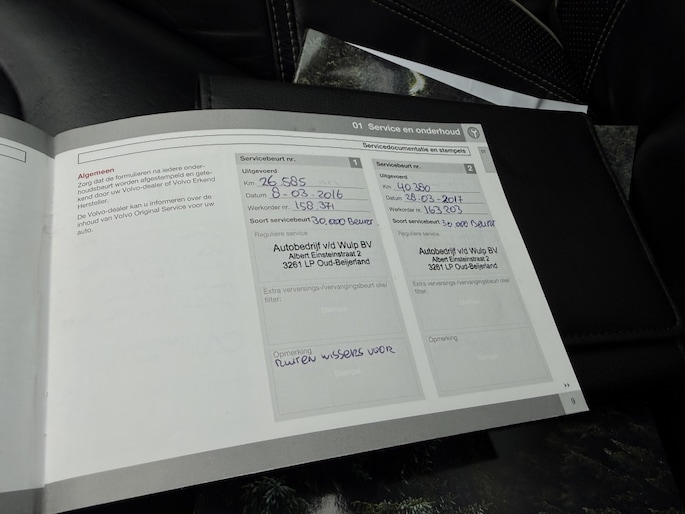 01 Service en onderhoud
Servicedocumentatie en stempels
01
Algemeen
Zorg dat de formulieren na iedere onder-
houdsbeurt worden afgestempeld en gete-
kend door uw Volvo-dealer of Volvo Erkend
Hersteller.
De Volvo-dealer kan u informeren over de
inhoud van Volvo Original Service voor uw
auto.
Servicebeurt nr. 1
Uitgevoerd
Km 26 585
Datum 8-03-2016
Werkorder nr. 158 371
Soort servicebeurt 30,000 Beurt
Reguliere service
Autobedrijf v/d Wulp BV
Albert Einsteinstraat 2
3261 LP Oud-Beijerland
Extra verversings-/vervangingsbeurt olie/
filter:
Stempel
Opmerking
Ruiten wissers voor
Stempel
Servicebeurt nr. 2
Uitgevoerd
Km 40 380
Datum 28-03-2017
Werkorder nr. 163 203
Soort servicebeurt 30,000 Beurt
Reguliere service
Autobedrijf v/d Wulp BV
Albert Einsteinstraat 2
3261 LP Oud-Beijerland
Extra verversings-/vervangingsbeurt olie/
filter:
Stempel
Opmerking
Stempel
9